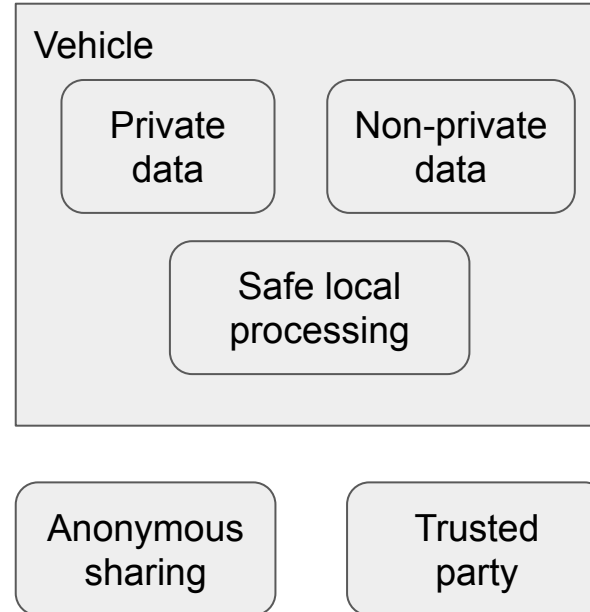 Vehicle
Private
data
Non-private
data
Safe local
processing
Anonymous
sharing
Trusted
party